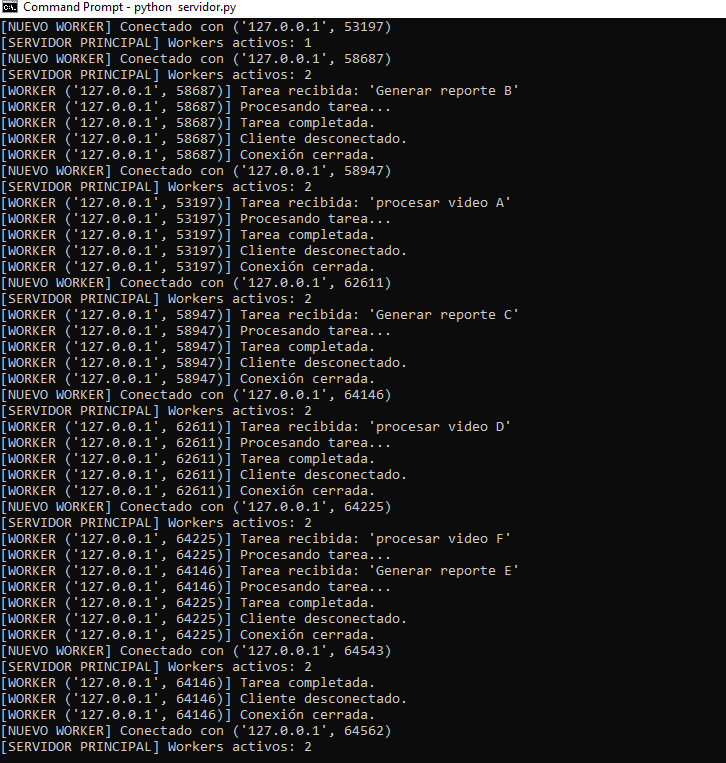 Command Prompt - python  servidor.py
[NUEVO WORKER] Conectado con ('127.0.0.1', 53197)
[SERVIDOR PRINCIPAL] Workers activos: 1
[NUEVO WORKER] Conectado con ('127.0.0.1', 58687)
[SERVIDOR PRINCIPAL] Workers activos: 2
[WORKER ('127.0.0.1', 58687)] Tarea recibida: 'Generar reporte B'
[WORKER ('127.0.0.1', 58687)] Procesando tarea...
[WORKER ('127.0.0.1', 58687)] Tarea completada.
[WORKER ('127.0.0.1', 58687)] Cliente desconectado.
[WORKER ('127.0.0.1', 58687)] Conexión cerrada.
[NUEVO WORKER] Conectado con ('127.0.0.1', 58947)
[SERVIDOR PRINCIPAL] Workers activos: 2
[WORKER ('127.0.0.1', 53197)] Tarea recibida: 'procesar video A'
[WORKER ('127.0.0.1', 53197)] Procesando tarea...
[WORKER ('127.0.0.1', 53197)] Tarea completada.
[WORKER ('127.0.0.1', 53197)] Cliente desconectado.
[WORKER ('127.0.0.1', 53197)] Conexión cerrada.
[NUEVO WORKER] Conectado con ('127.0.0.1', 62611)
[SERVIDOR PRINCIPAL] Workers activos: 2
[WORKER ('127.0.0.1', 58947)] Tarea recibida: 'Generar reporte C'
[WORKER ('127.0.0.1', 58947)] Procesando tarea...
[WORKER ('127.0.0.1', 58947)] Tarea completada.
[WORKER ('127.0.0.1', 58947)] Cliente desconectado.
[WORKER ('127.0.0.1', 58947)] Conexión cerrada.
[NUEVO WORKER] Conectado con ('127.0.0.1', 64146)
[SERVIDOR PRINCIPAL] Workers activos: 2
[WORKER ('127.0.0.1', 62611)] Tarea recibida: 'procesar video D'
[WORKER ('127.0.0.1', 62611)] Procesando tarea...
[WORKER ('127.0.0.1', 62611)] Tarea completada.
[WORKER ('127.0.0.1', 62611)] Cliente desconectado.
[WORKER ('127.0.0.1', 62611)] Conexión cerrada.
[NUEVO WORKER] Conectado con ('127.0.0.1', 64225)
[SERVIDOR PRINCIPAL] Workers activos: 2
[WORKER ('127.0.0.1', 64225)] Tarea recibida: 'procesar video F'
[WORKER ('127.0.0.1', 64225)] Procesando tarea...
[WORKER ('127.0.0.1', 64146)] Tarea recibida: 'Generar reporte E'
[WORKER ('127.0.0.1', 64146)] Procesando tarea...
[WORKER ('127.0.0.1', 64225)] Tarea completada.
[WORKER ('127.0.0.1', 64225)] Cliente desconectado.
[WORKER ('127.0.0.1', 64225)] Conexión cerrada.
[NUEVO WORKER] Conectado con ('127.0.0.1', 64543)
[SERVIDOR PRINCIPAL] Workers activos: 2
[WORKER ('127.0.0.1', 64146)] Tarea completada.
[WORKER ('127.0.0.1', 64146)] Cliente desconectado.
[WORKER ('127.0.0.1', 64146)] Conexión cerrada.
[NUEVO WORKER] Conectado con ('127.0.0.1', 64562)
[SERVIDOR PRINCIPAL] Workers activos: 2